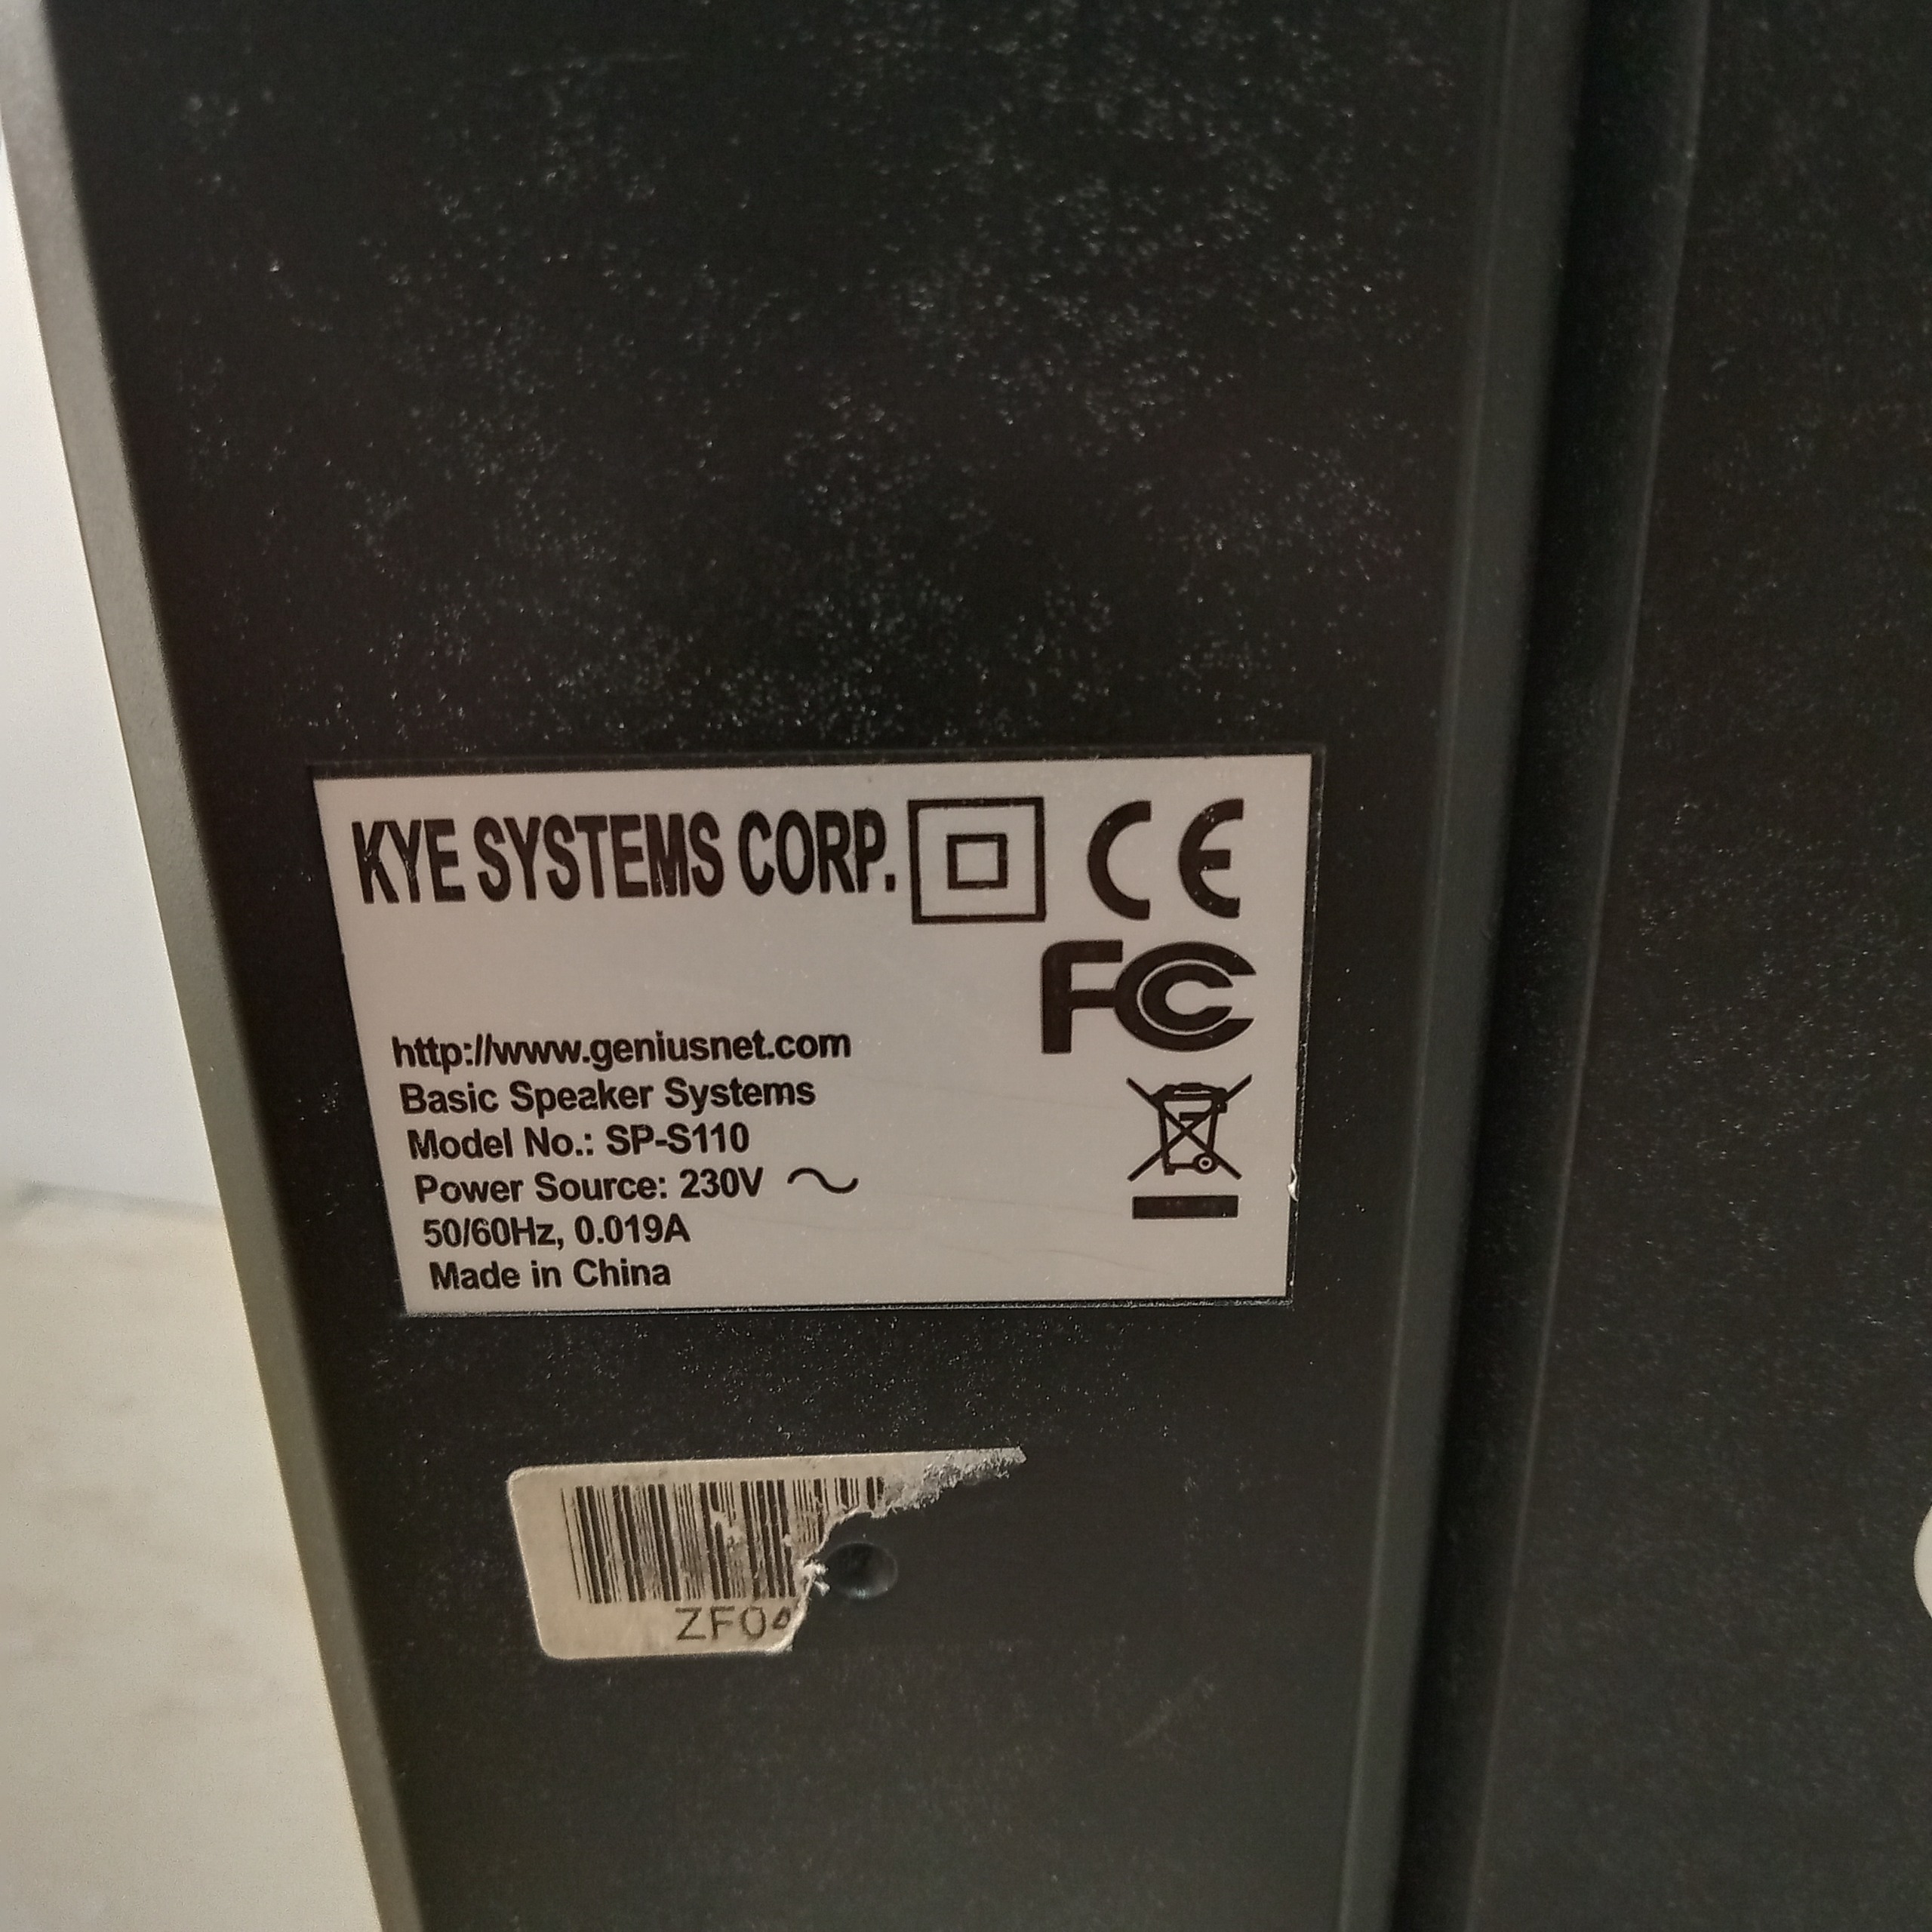 KYE SYSTEMS CORP.
CE
FC
http://www.geniusnet.com
Basic Speaker Systems
Model No.: SP-S110
Power Source: 230V ~
50/60Hz, 0.019A
Made in China
ZF0